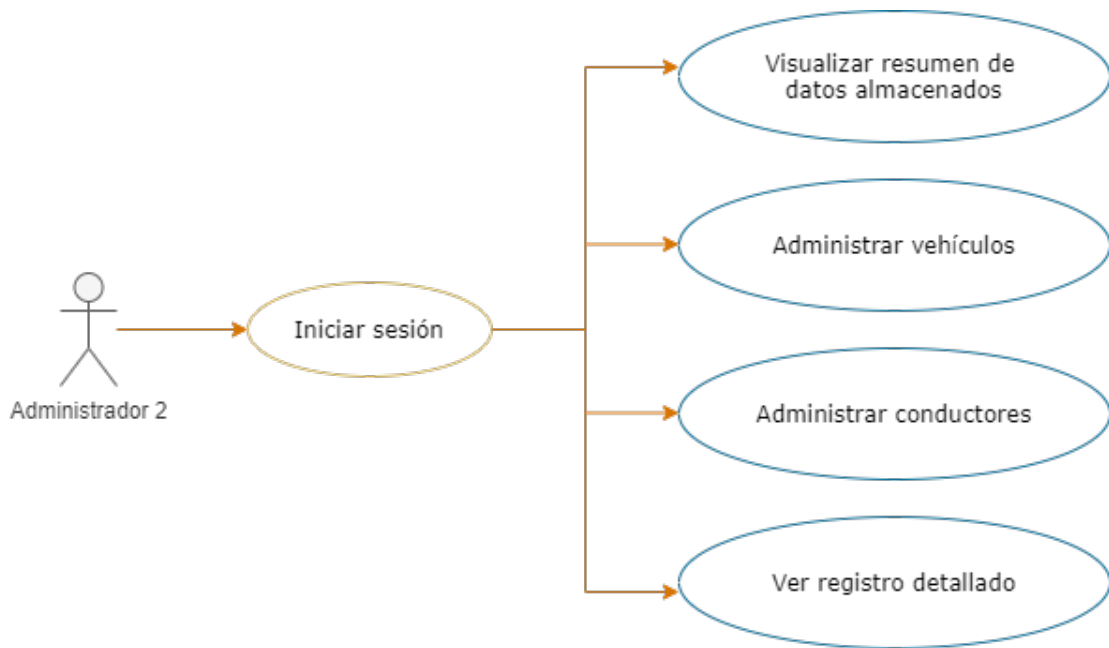 Visualizar resumen de
datos almacenados
Administrar vehículos
Iniciar sesión
Administrador 2
Administrar conductores
Ver registro detallado